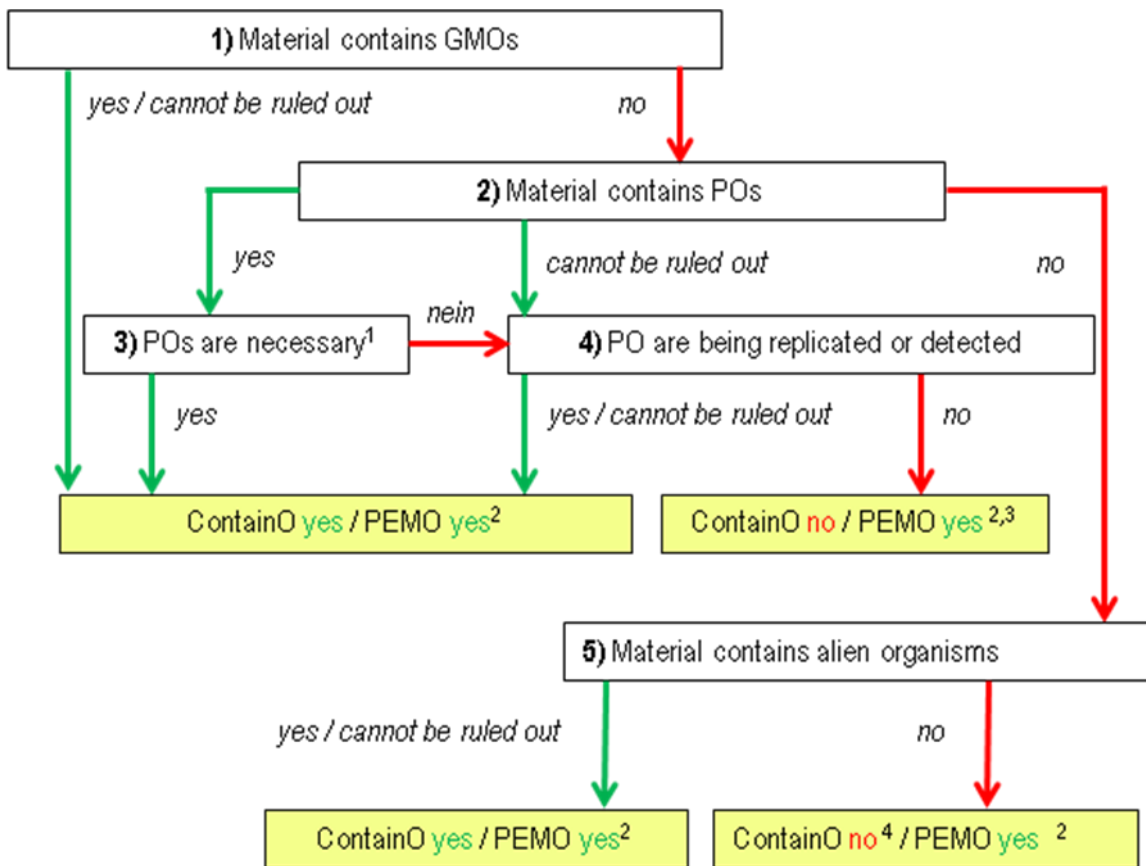 1) Material contains GMOs
yes / cannot be ruled out
no
2) Material contains POs
yes
cannot be ruled out
no
nein
3) POs are necessary1
4) PO are being replicated or detected
yes
yes / cannot be ruled out
no
ContainO yes / PEMO yes2
ContainO no / PEMO yes 2,3
5) Material contains alien organisms
yes / cannot be ruled out
no
ContainO yes / PEMO yes2
ContainO no4 / PEMO yes 2